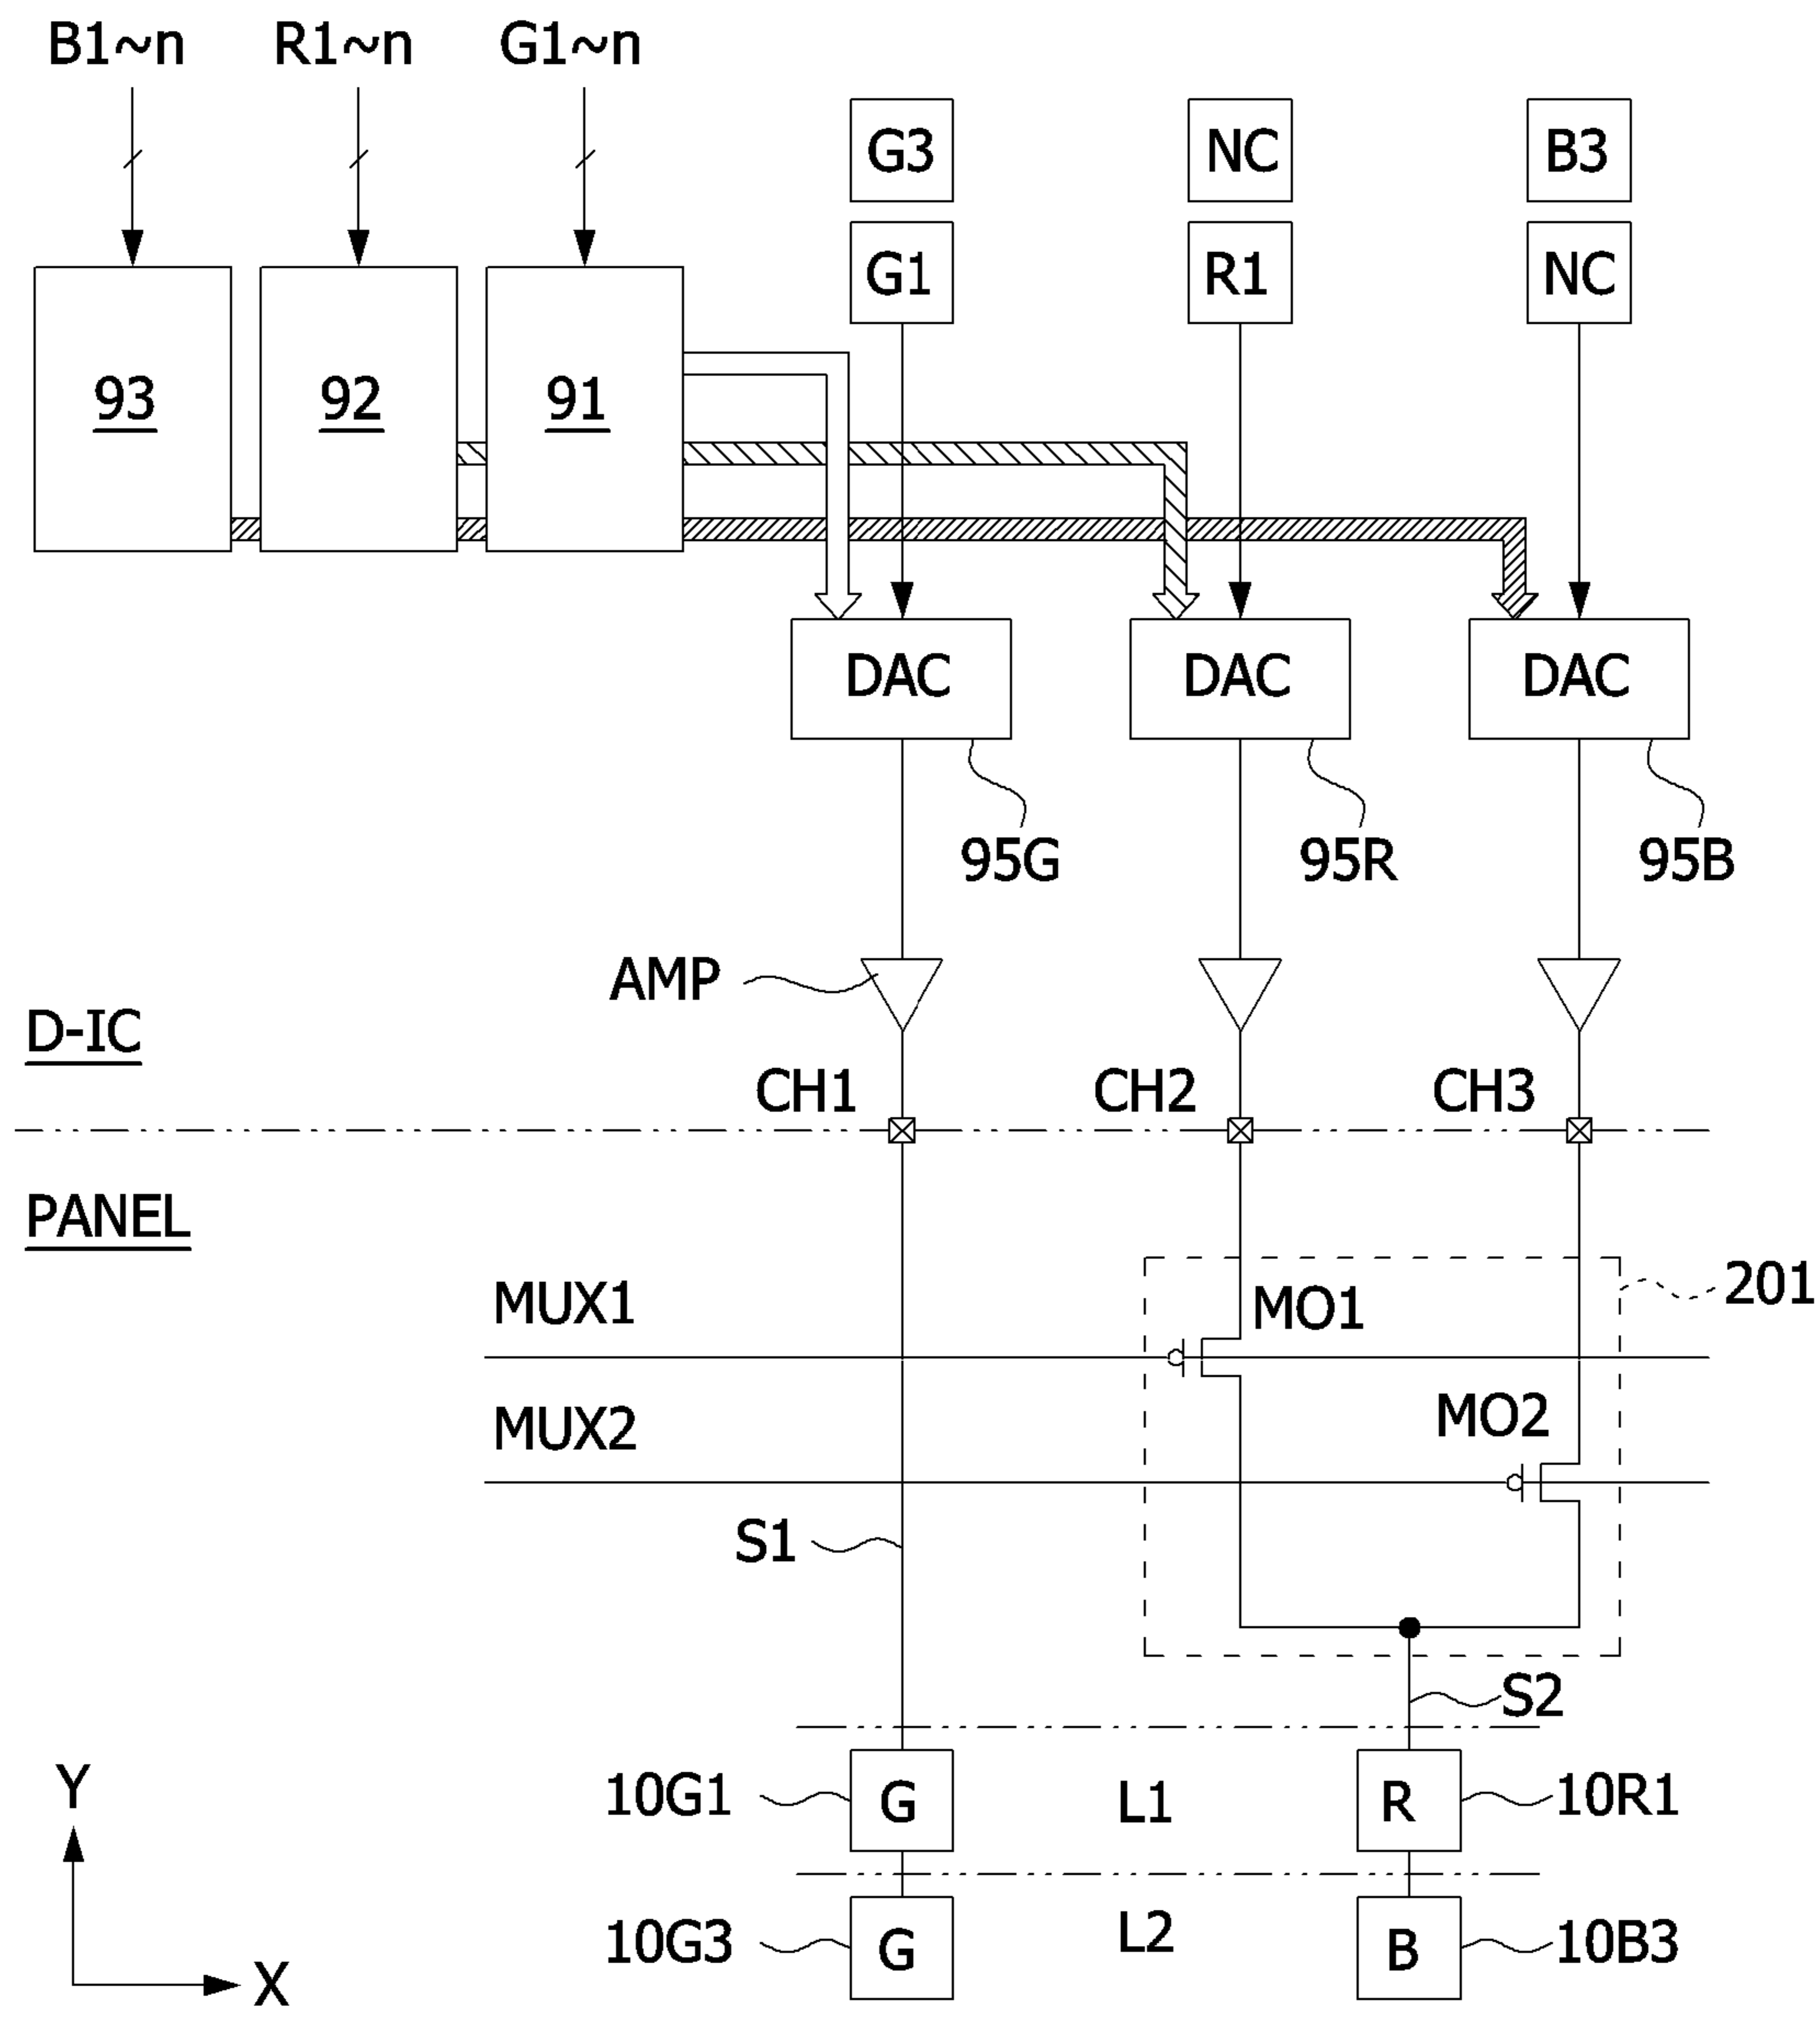 B1~n R1~n G1~n
G3 NC B3
G1 R1 NC
93 92 91
DAC DAC DAC
95G 95R 95B
AMP
D-IC
CH1 CH2 CH3
PANEL
201
MUX1 MO1
MUX2 MO2
S1
S2
10G1 G L1 R 10R1
10G3 G L2 B 10B3
Y
X